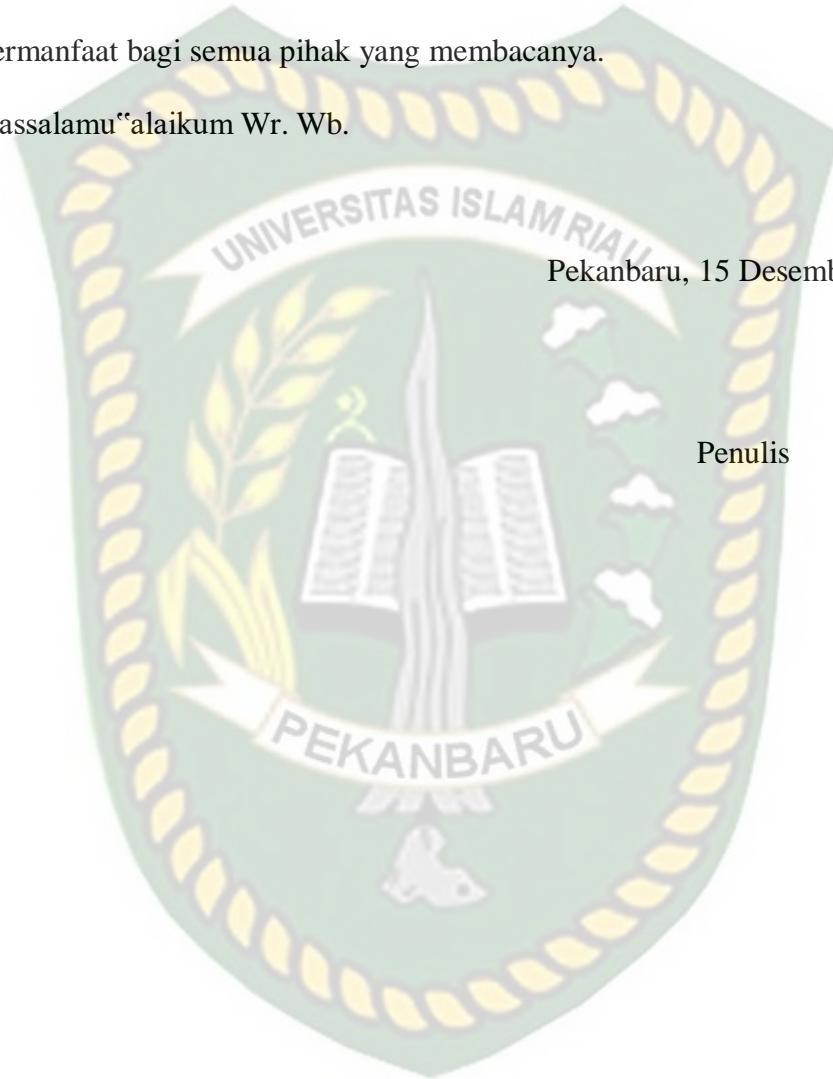 ermanfaat bagi semua pihak yang membacanya.
assalamu‟alaikum Wr. Wb.
UNIVERSITAS ISLAM RIAU
Pekanbaru, 15 Desemb
Penulis
PEKANBARU